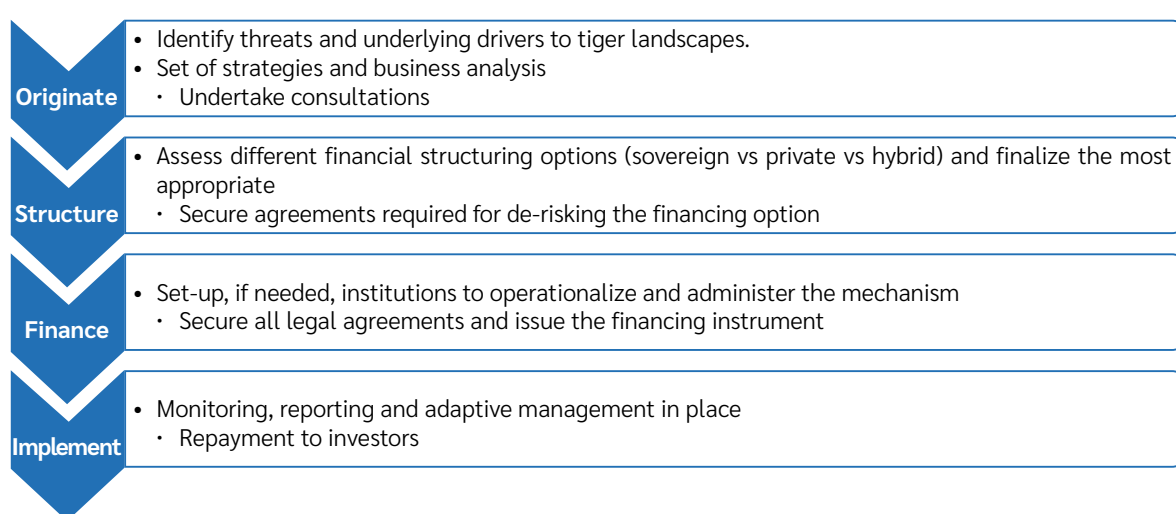 Originate
• Identify threats and underlying drivers to tiger landscapes.
• Set of strategies and business analysis
• Undertake consultations
Structure
• Assess different financial structuring options (sovereign vs private vs hybrid) and finalize the most
appropriate
• Secure agreements required for de-risking the financing option
Finance
• Set-up, if needed, institutions to operationalize and administer the mechanism
• Secure all legal agreements and issue the financing instrument
Implement
• Monitoring, reporting and adaptive management in place
• Repayment to investors